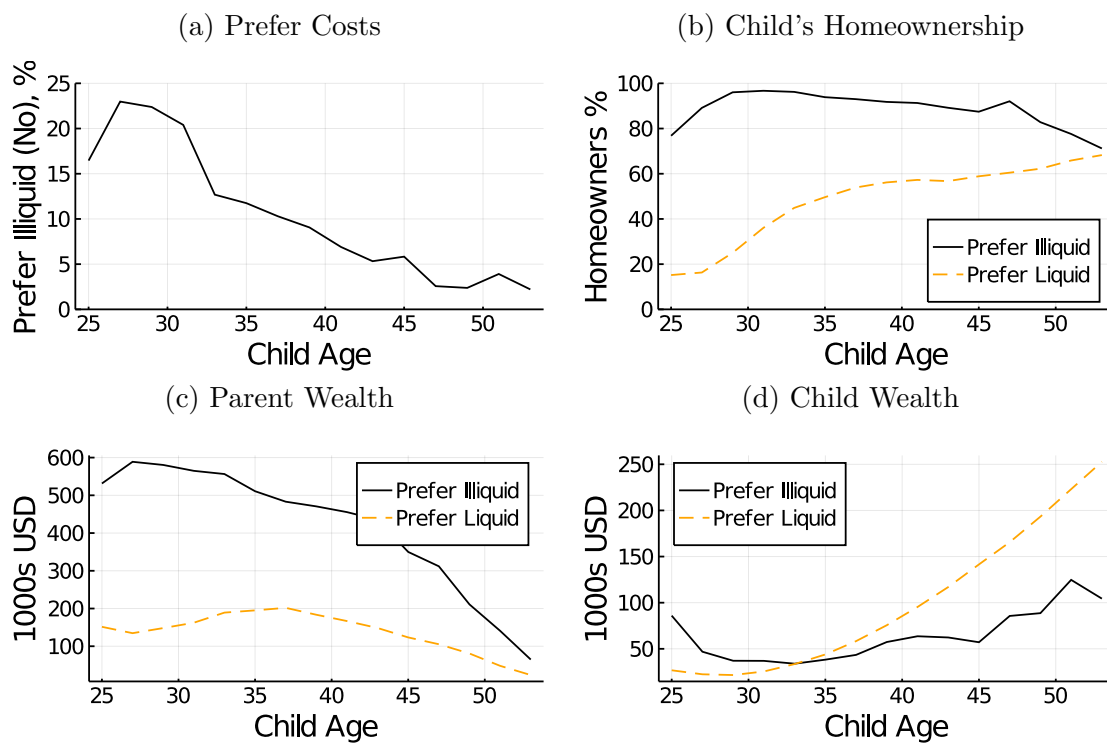 (a) Prefer Costs
Prefer Illiquid (No), %
25
20
15
10
5
0
25 30 35 40 45 50
Child Age
(b) Child's Homeownership
Homeowners %
100
80
60
40
20
0
Prefer Illiquid
Prefer Liquid
25 30 35 40 45 50
Child Age
(c) Parent Wealth
1000s USD
600
500
400
300
200
100
Prefer Illiquid
Prefer Liquid
25 30 35 40 45 50
Child Age
(d) Child Wealth
1000s USD
250
200
150
100
50
Prefer Illiquid
Prefer Liquid
25 30 35 40 45 50
Child Age